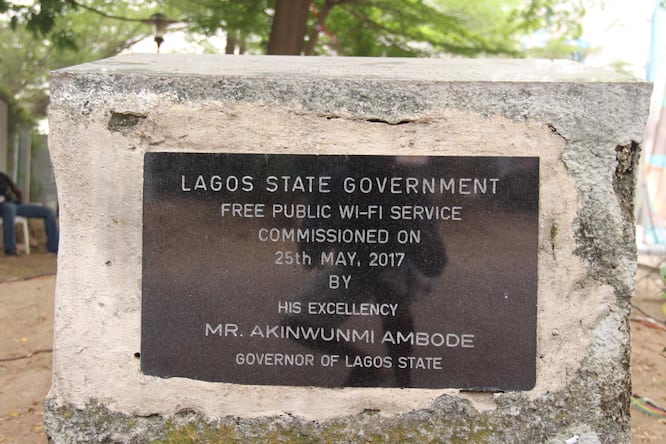 LAGOS STATE GOVERNMENT
FREE PUBLIC WI-FI SERVICE
COMMISSIONED ON
25th MAY, 2017
BY
HIS EXCELLENCY
MR. AKINWUNMI AMBODE
GOVERNOR OF LAGOS STATE